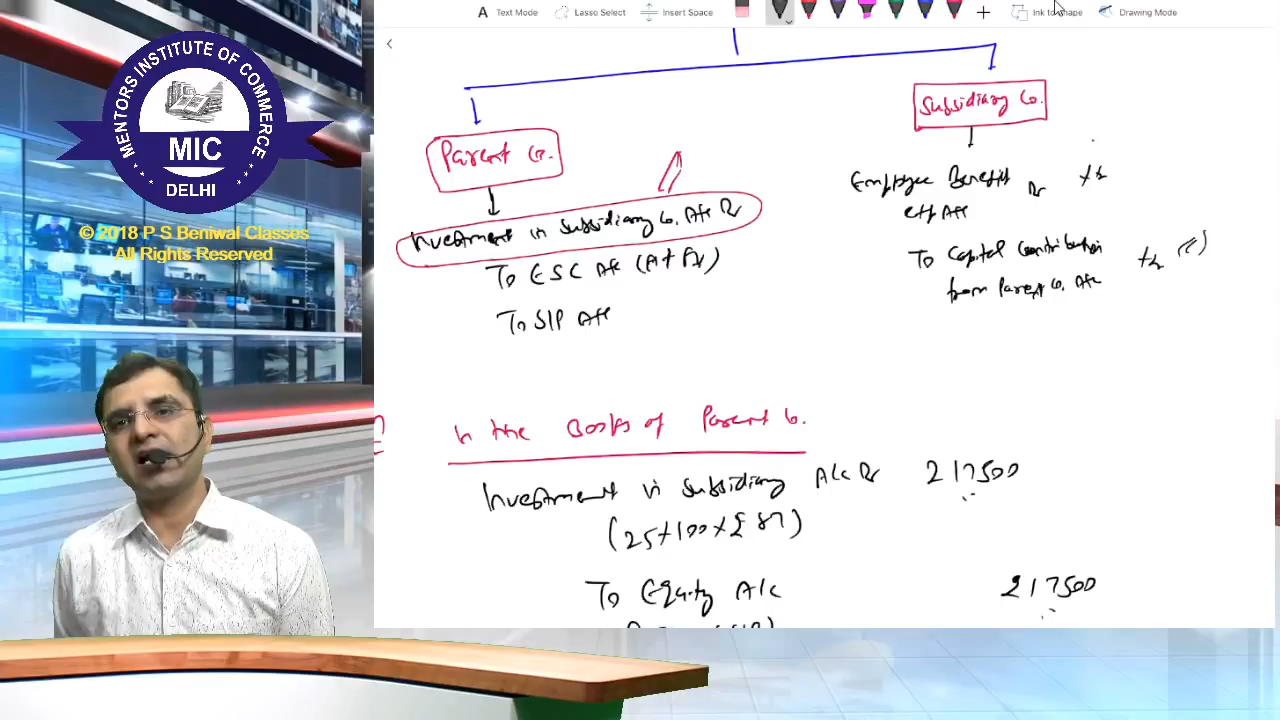 Text Mode
Lasso Select
Insert Space
Ink to Shape
Drawing Mode
MENTORS INSTITUTE OF COMMERCE
MIC
DELHI
© 2018 P S Beniwal Classes
All Rights Reserved
Parent Co.
Investment in Subsidiary Co. A/c Dr
To ESC A/c (At FV)
To SIP A/c
Subsidiary Co.
Employee Benefit
Dr
To Capital Contribution
from Parent Co. A/c
In the Books of Parent Co.
Investment in Subsidiary A/c Dr 217500
(25×100×£87)
To Equity A/c 217500